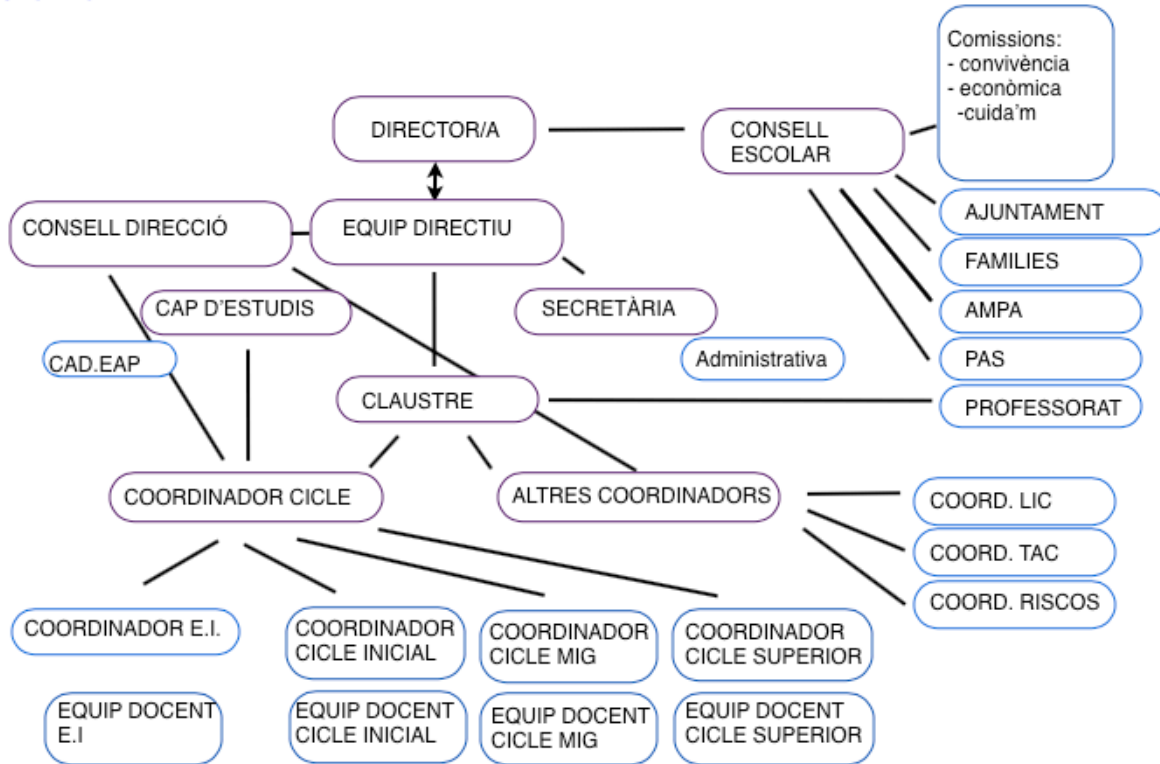 Comissions:
- convivència
- econòmica
-cuida'm
DIRECTOR/A
CONSELL
ESCOLAR
CONSELL DIRECCIÓ
EQUIP DIRECTIU
AJUNTAMENT
FAMILIES
CAP D'ESTUDIS
SECRETÀRIA
AMPA
CAD.EAP
Administrativa
PAS
CLAUSTRE
PROFESSORAT
COORDINADOR CICLE
ALTRES COORDINADORS
COORD. LIC
COORD. TAC
COORD. RISCOS
COORDINADOR E.I.
COORDINADOR
CICLE INICIAL
COORDINADOR
CICLE MIG
COORDINADOR
CICLE SUPERIOR
EQUIP DOCENT
E.I
EQUIP DOCENT
CICLE INICIAL
EQUIP DOCENT
CICLE MIG
EQUIP DOCENT
CICLE SUPERIOR